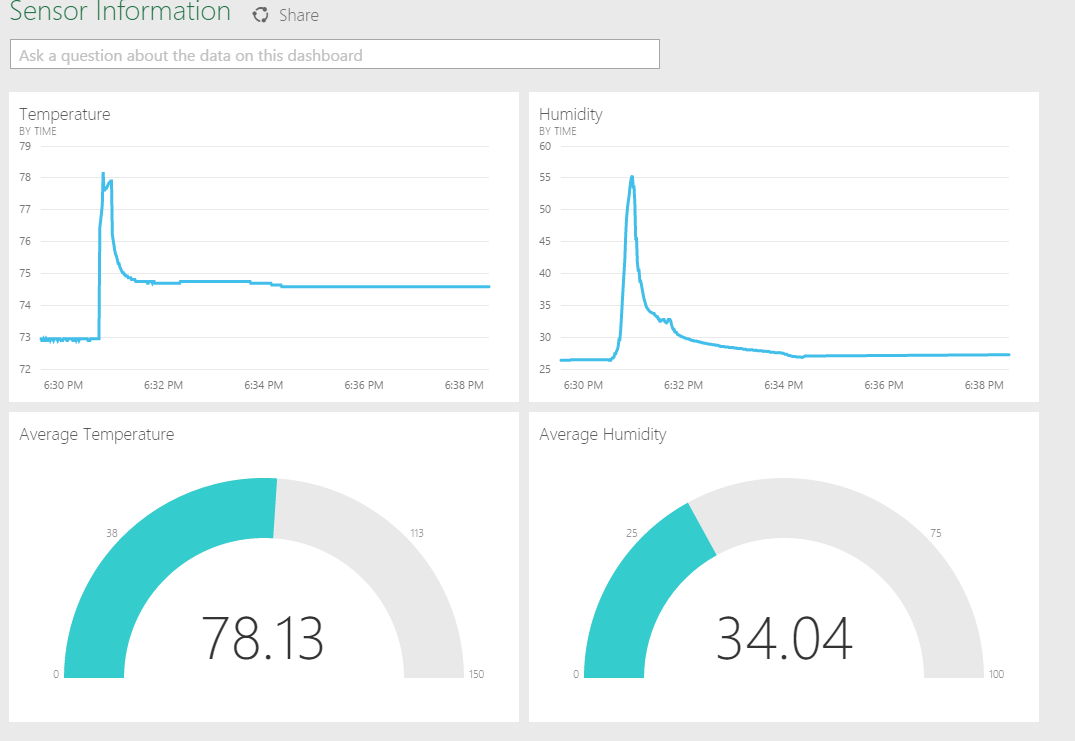 Sensor Information Share
Ask a question about the data on this dashboard
Temperature
BY TIME
79
78
77
76
75
74
73
72
6:30 PM 6:32 PM 6:34 PM 6:36 PM 6:38 PM
Humidity
BY TIME
60
55
50
45
40
35
30
25
6:30 PM 6:32 PM 6:34 PM 6:36 PM 6:38 PM
Average Temperature
38 113
78.13
0 150
Average Humidity
25 75
34.04
0 100